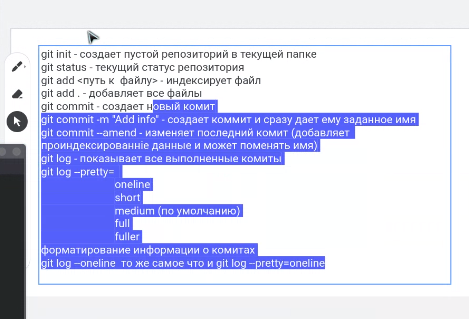 git init - создает пустой репозиторий в текущей папке
git status - текущий статус репозитория
git add <путь к файлу> - индексирует файл
git add . - добавляет все файлы
git commit - создает новый комит
git commit -m "Add info" - создает коммит и сразу дает ему заданное имя
git commit --amend - изменяет последний комит (добавляет
проиндексированніе данные и может поменять имя)
git log - показывает все выполненные комиты
git log --pretty=
oneline
short
medium (по умолчанию)
full
fuller
форматирование информации о комитах
git log --oneline то же самое что и git log --pretty=oneline